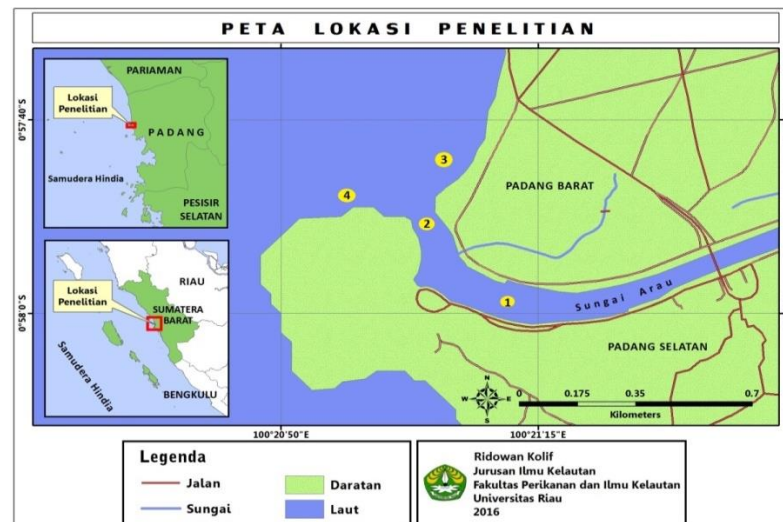 PETA LOKASI PENELITIAN
PARIAMAN
Lokasi
Penelitian
PADANG
Samudera Hindia
PESISIR
SELATAN
RIAU
Lokasi
Penelitian
SUMATERA
BARAT
Samudera Hindia
BENGKULU
0°57'40"S
0°58'0"S
3
4
2
1
PADANG BARAT
Sungai Arau
PADANG SELATAN
N
W E
S
0 0.175 0.35 0.7
Kilometers
100°20'50"E
100°21'15"E
Legenda
Jalan
Sungai
Daratan
Laut
Ridowan Kolif
Jurusan Ilmu Kelautan
Fakultas Perikanan dan Ilmu Kelautan
Universitas Riau
2016